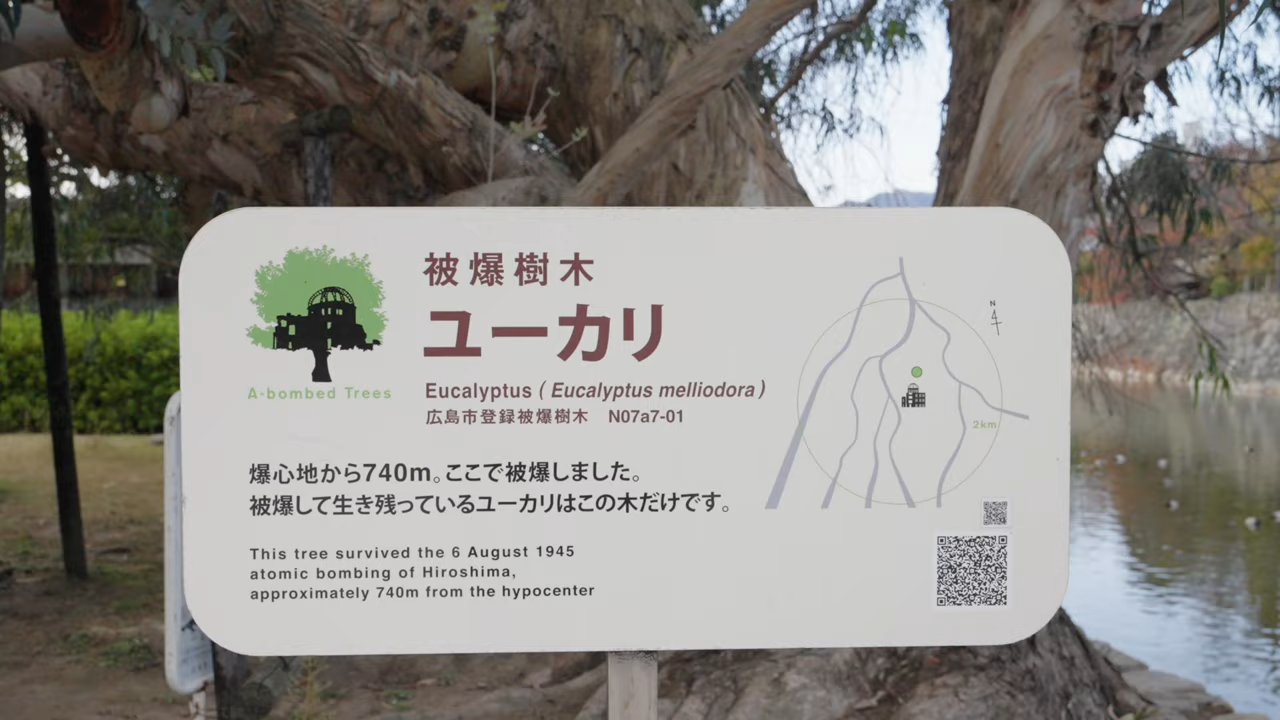 被爆樹木
ユーカリ
A-bombed Trees
Eucalyptus ( Eucalyptus melliodora )
広島市登録被爆樹木　N07a7-01
爆心地から740m。ここで被爆しました。
被爆して生き残っているユーカリはこの木だけです。
This tree survived the 6 August 1945
atomic bombing of Hiroshima,
approximately 740m from the hypocenter
N
2km